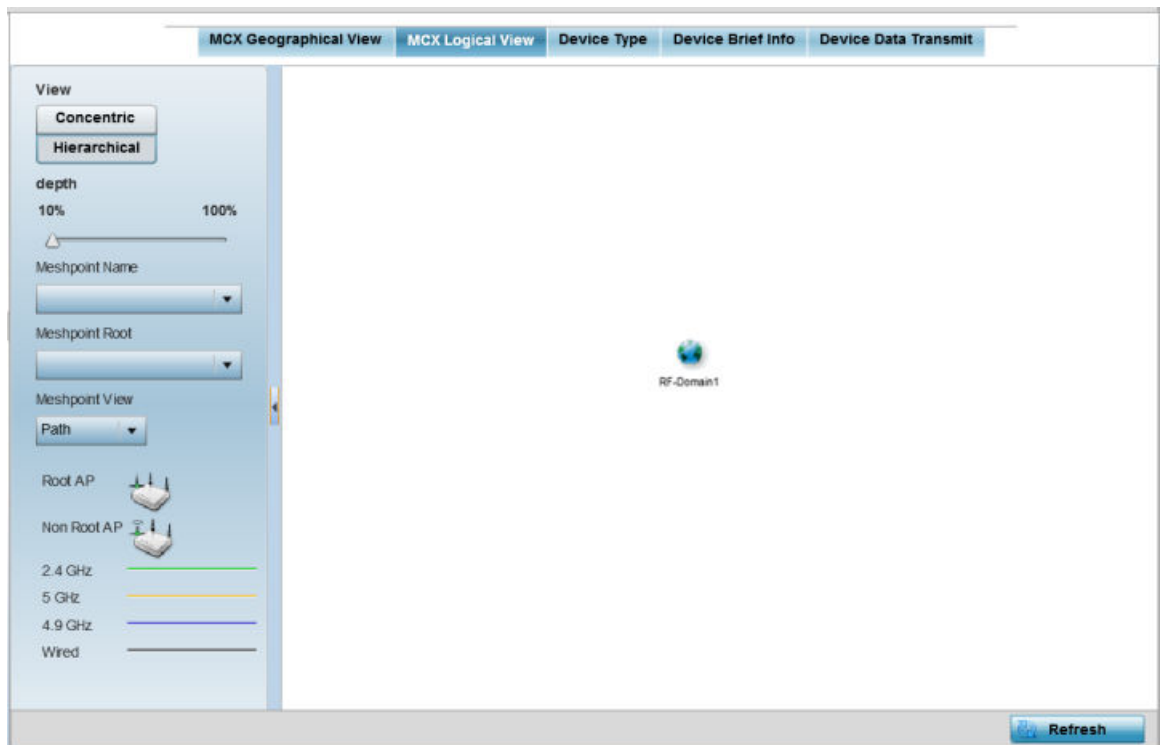 MCX Geographical View MCX Logical View Device Type Device Brief Info Device Data Transmit
View
Concentric
Hierarchical
depth
10% 100%
Meshpoint Name
Meshpoint Root
Meshpoint View
Path
Root AP
Non Root AP
2.4 GHz
5 GHz
4.9 GHz
Wired
RF-Domain1
Refresh